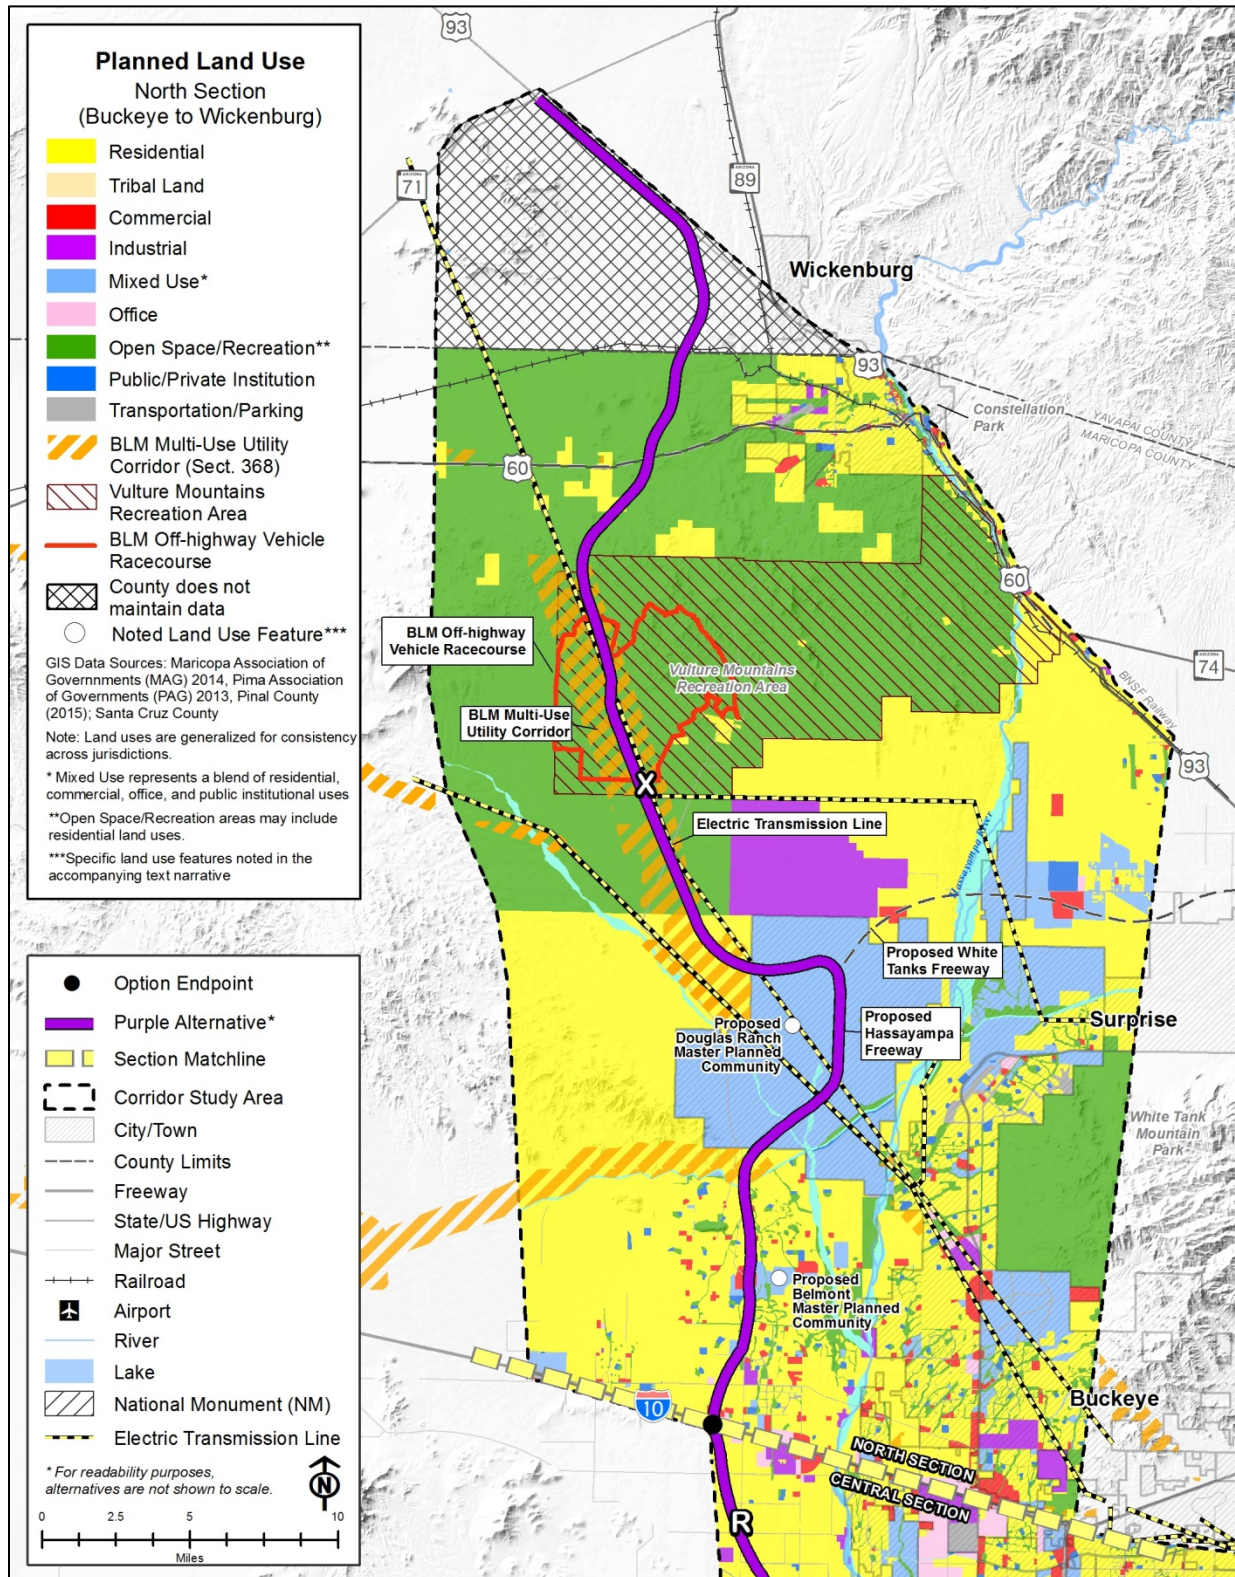 Planned Land Use
North Section
(Buckeye to Wickenburg)
Residential
Tribal Land
Commercial
Industrial
Mixed Use*
Office
Open Space/Recreation**
Public/Private Institution
Transportation/Parking
BLM Multi-Use Utility
Corridor (Sect. 368)
Vulture Mountains
Recreation Area
BLM Off-highway Vehicle
Racecourse
County does not
maintain data
Noted Land Use Feature***
GIS Data Sources: Maricopa Association of
Governnments (MAG) 2014, Pima Association
of Governments (PAG) 2013, Pinal County
(2015); Santa Cruz County
Note: Land uses are generalized for consistency
across jurisdictions.
* Mixed Use represents a blend of residential,
commercial, office, and public institutional uses
**Open Space/Recreation areas may include
residential land uses.
***Specific land use features noted in the
accompanying text narrative
Option Endpoint
Purple Alternative*
Section Matchline
Corridor Study Area
City/Town
County Limits
Freeway
State/US Highway
Major Street
Railroad
Airport
River
Lake
National Monument (NM)
Electric Transmission Line
* For readability purposes,
alternatives are not shown to scale.
N
0 2.5 5 10
Miles
93
ARIZONA
71
ARIZONA
89
Wickenburg
93
Constellation
Park
YAVAPAI COUNTY
MARICOPA COUNTY
60
60
ARIZONA
74
BNSF Railway
93
BLM Off-highway
Vehicle Racecourse
Vulture Mountains
Recreation Area
BLM Multi-Use
Utility Corridor
X
Electric Transmission Line
Hassayampa River
Proposed White
Tanks Freeway
Proposed
Hassayampa
Freeway
Surprise
Proposed
Douglas Ranch
Master Planned
Community
White Tank
Mountain
Park
Proposed
Belmont
Master Planned
Community
INTERSTATE
10
Buckeye
NORTH SECTION
CENTRAL SECTION
R